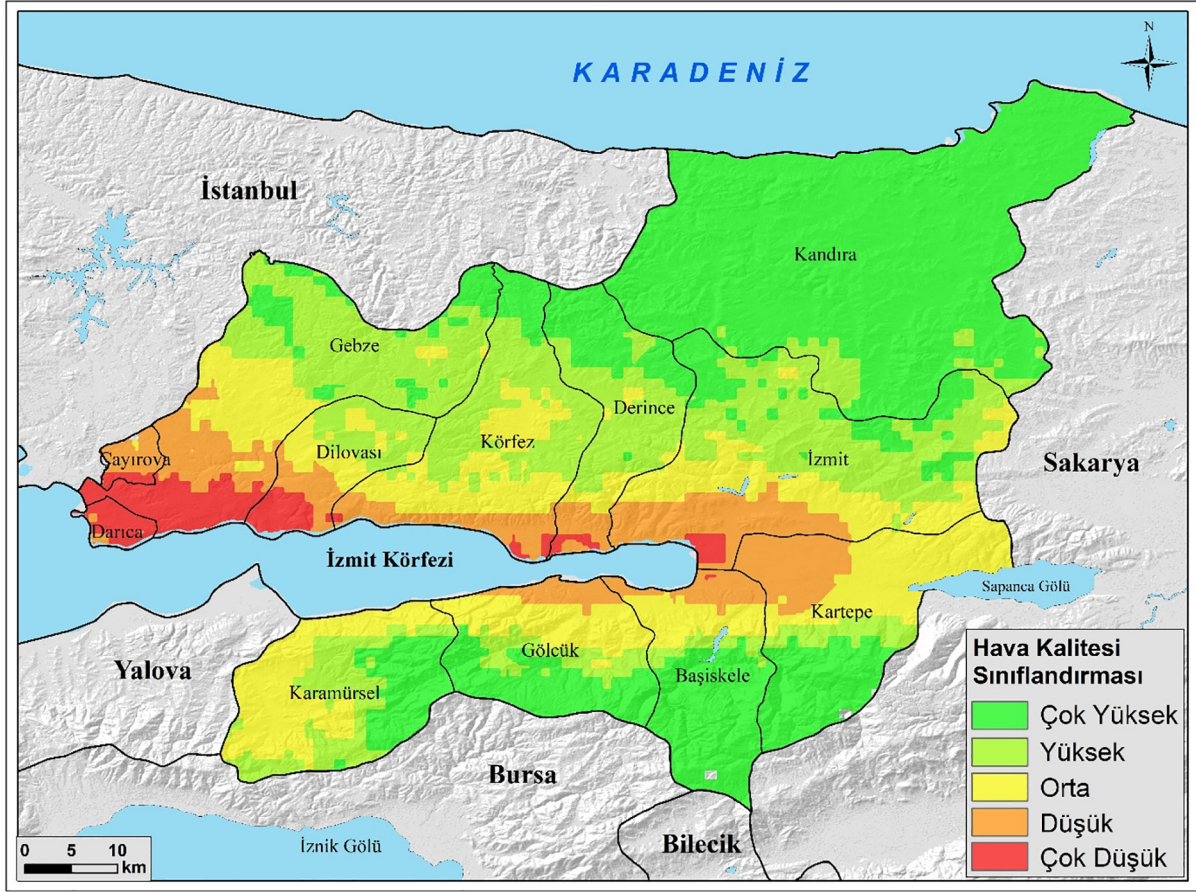 N
KARADENİZ
İstanbul
Kandıra
Gebze
Derince
Körfez
Dilovası
İzmit
Çayırova
Sakarya
Darıca
İzmit Körfezi
Sapanca Gölü
Kartepe
Gölcük
Yalova
Başiskele
Karamürsel
Bursa
Bilecik
İznik Gölü
0 5 10
km
Hava Kalitesi
Sınıflandırması
Çok Yüksek
Yüksek
Orta
Düşük
Çok Düşük